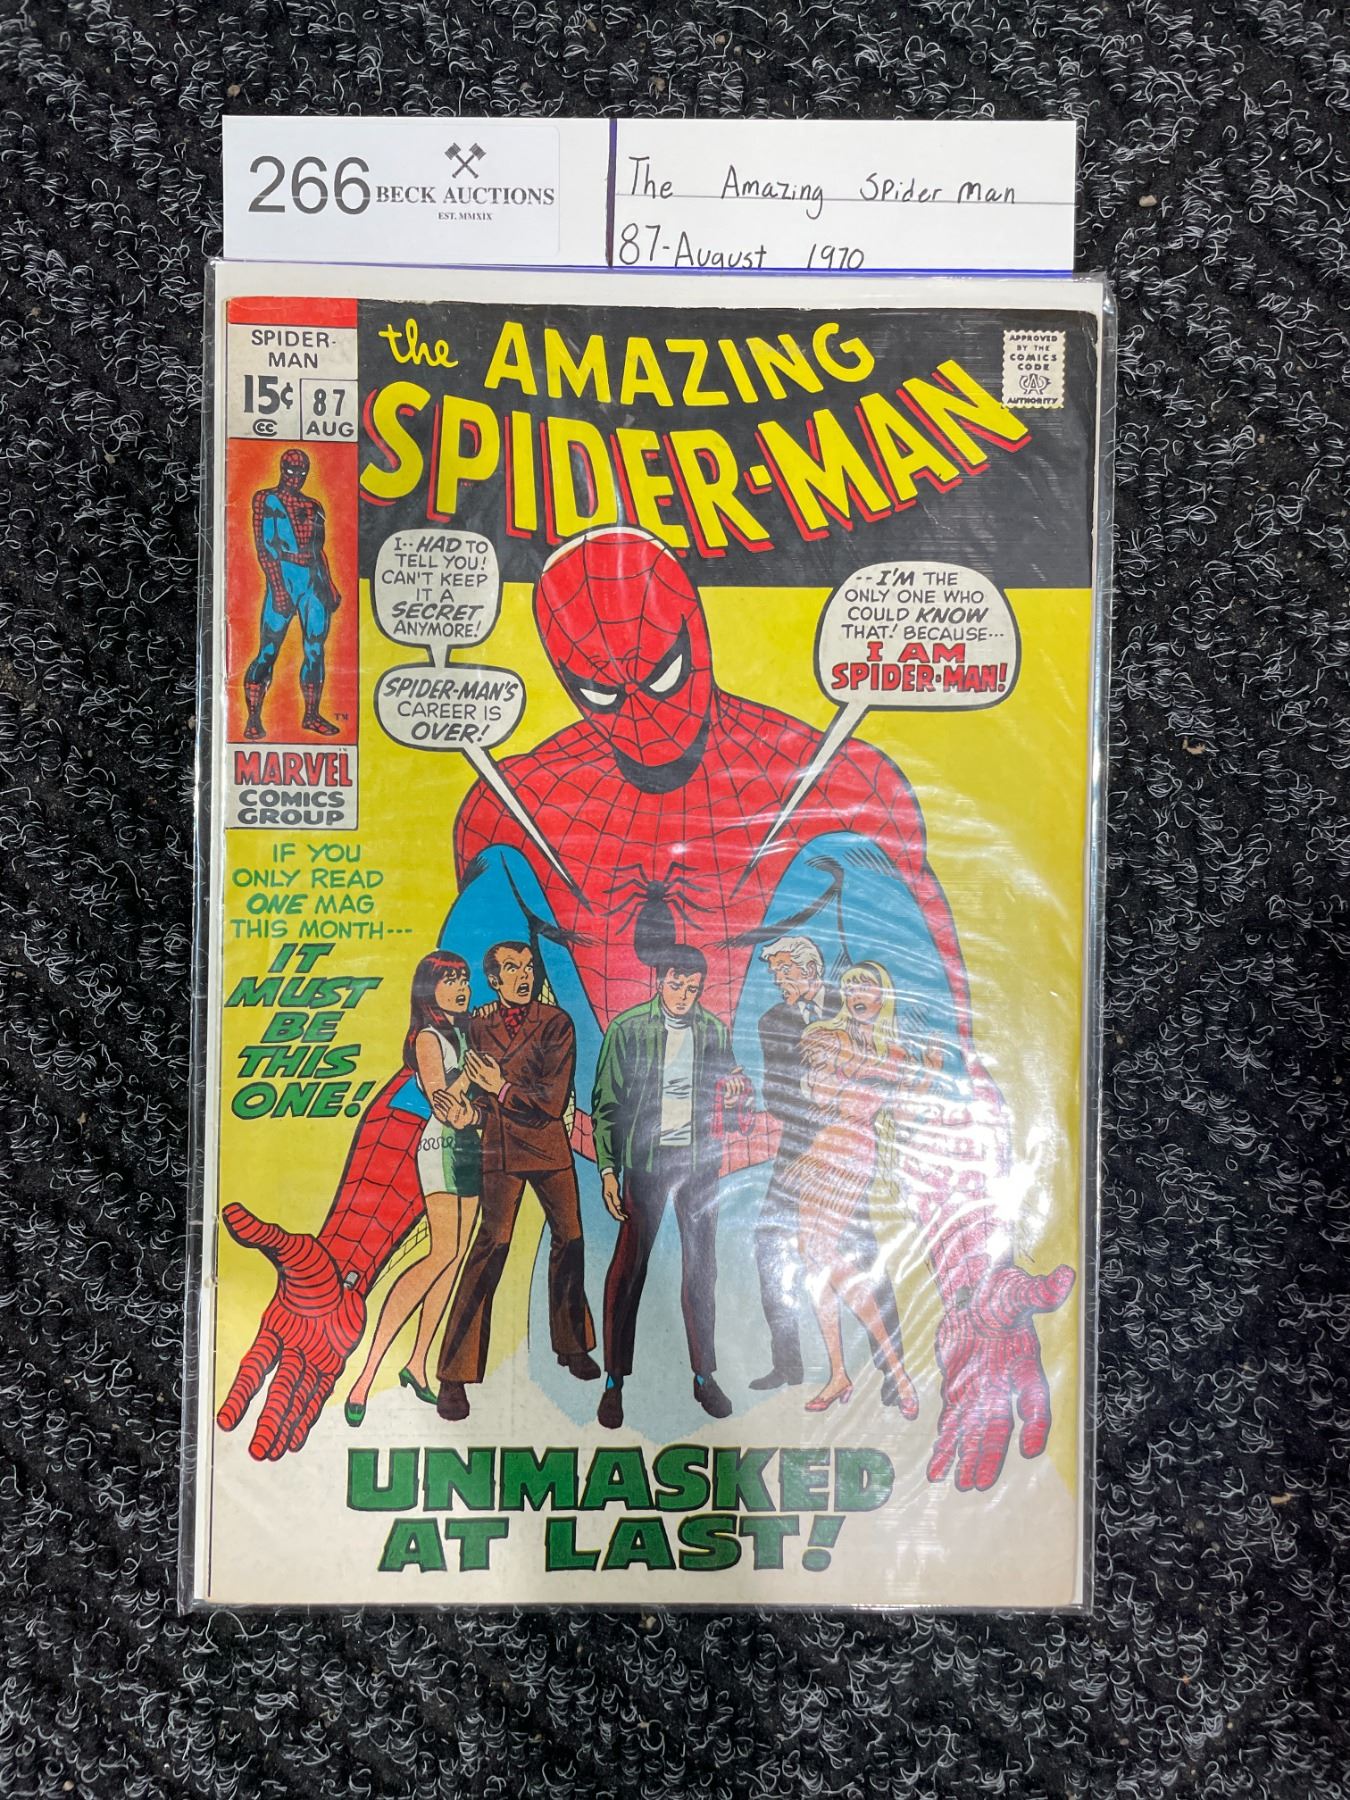 266
BECK AUCTIONS
EST. MMXIX
The Amazing Spider Man
87-August 1970
SPIDER-
MAN
15¢
CC
87
AUG
the AMAZING
SPIDER-MAN
APPROVED
BY THE
COMICS
CODE
CA
AUTHORITY
I--HAD TO
TELL YOU!
CAN'T KEEP
IT A
SECRET
ANYMORE!
SPIDER-MAN'S
CAREER IS
OVER!
--I'M THE
ONLY ONE WHO
COULD KNOW
THAT! BECAUSE---
I AM
SPIDER-MAN!
TM
MARVEL
COMICS
GROUP
IF YOU
ONLY READ
ONE MAG
THIS MONTH---
IT
MUST
BE
THIS
ONE!
UNMASKED
AT LAST!